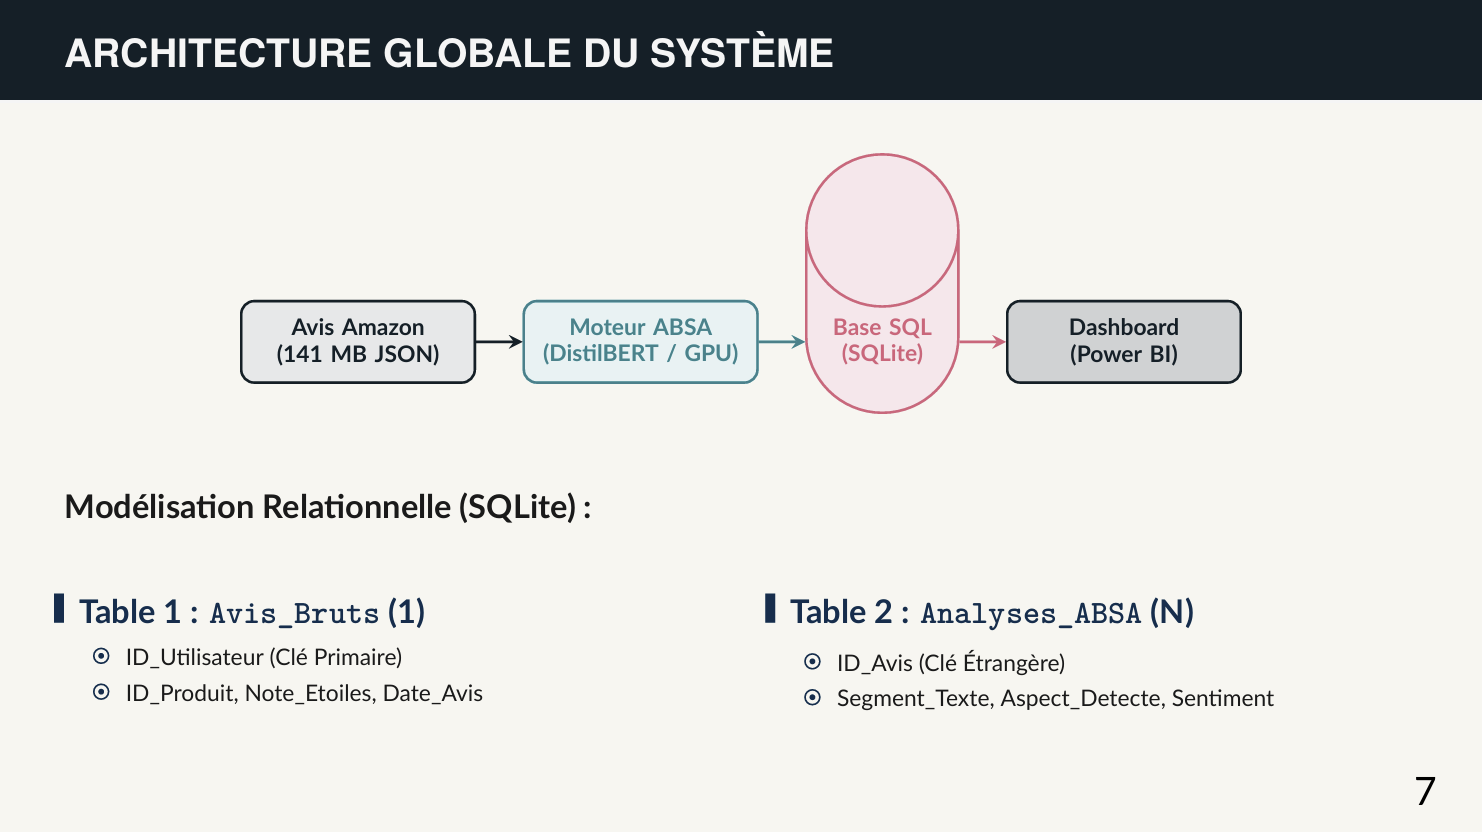 ARCHITECTURE GLOBALE DU SYSTÈME
Avis Amazon
(141 MB JSON)
Moteur ABSA
(DistilBERT / GPU)
Base SQL
(SQLite)
Dashboard
(Power BI)
Modélisation Relationnelle (SQLite) :
Table 1 : Avis_Bruts (1)
ID_Utilisateur (Clé Primaire)
ID_Produit, Note_Etoiles, Date_Avis
Table 2 : Analyses_ABSA (N)
ID_Avis (Clé Étrangère)
Segment_Texte, Aspect_Detecte, Sentiment
7